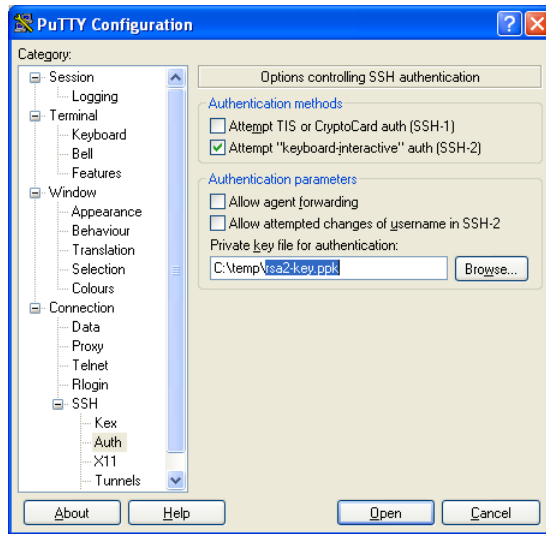 PuTTY Configuration
Category:
Session
Logging
Terminal
Keyboard
Bell
Features
Window
Appearance
Behaviour
Translation
Selection
Colours
Connection
Data
Proxy
Telnet
Rlogin
SSH
Kex
Auth
X11
Tunnels
Options controlling SSH authentication
Authentication methods
Attempt TIS or CryptoCard auth (SSH-1)
Attempt "keyboard-interactive" auth (SSH-2)
Authentication parameters
Allow agent forwarding
Allow attempted changes of username in SSH-2
Private key file for authentication:
C:\temp\rsa2-key.ppk
Browse...
About
Help
Open
Cancel